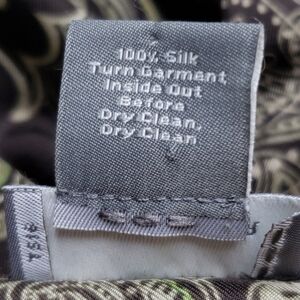 100% Silk
Turn Garment
Inside Out
Before
Dry Clean,
Dry Clean